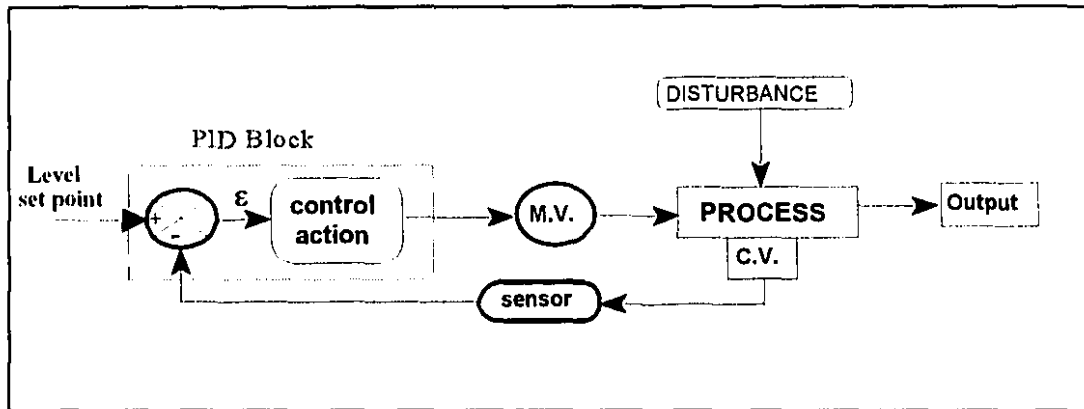 DISTURBANCE
PID Block
Level
set point
+
-
ε
control
action
M.V.
PROCESS
Output
C.V.
sensor